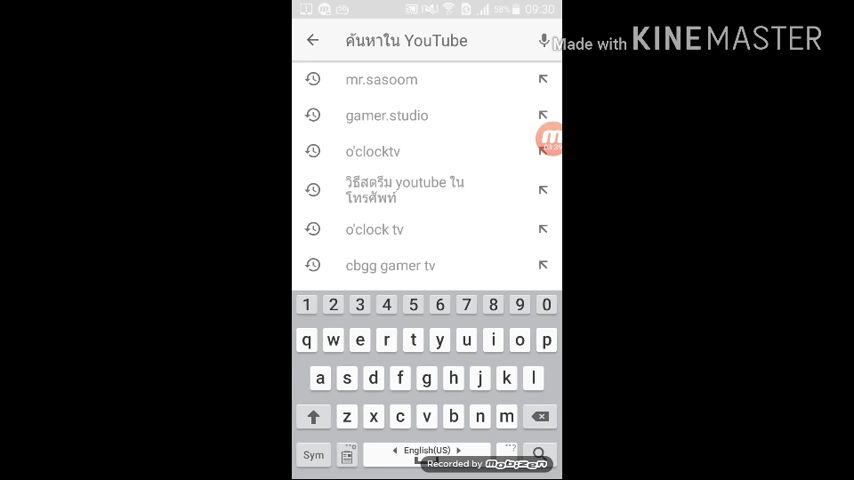 58% 09:30
ค้นหาใน YouTube
Made with KINEMASTER
mr.sasoom
gamer.studio
o'clocktv
วิธีสตรีม youtube ใน
โทรศัพท์
o'clock tv
cbgg gamer tv
1 2 3 4 5 6 7 8 9 0
q w e r t y u i o p
a s d f g h j k l
z x c v b n m
Sym English(US)
Recorded by mobizen